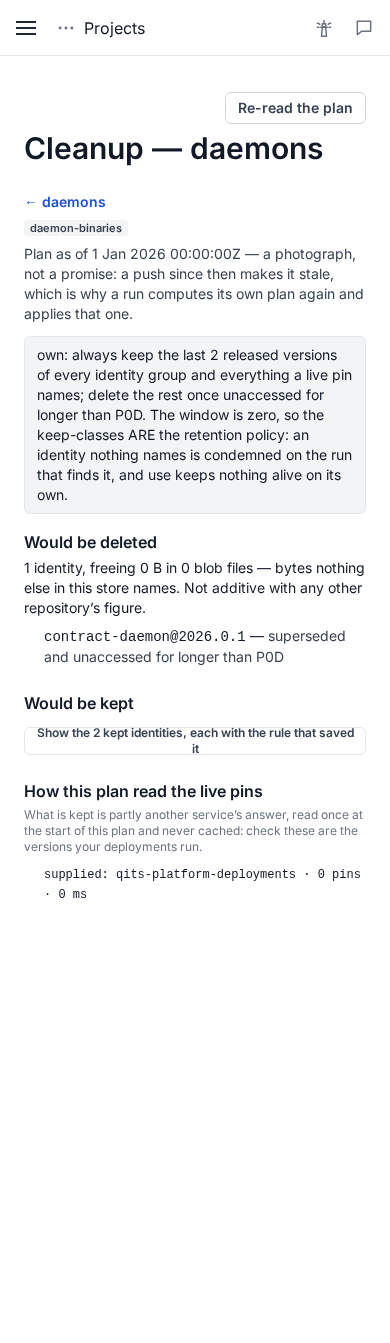 Projects
Re-read the plan
Cleanup — daemons
← daemons
daemon-binaries
Plan as of 1 Jan 2026 00:00:00Z — a photograph,
not a promise: a push since then makes it stale,
which is why a run computes its own plan again and
applies that one.
own: always keep the last 2 released versions
of every identity group and everything a live pin
names; delete the rest once unaccessed for
longer than P0D. The window is zero, so the
keep-classes ARE the retention policy: an
identity nothing names is condemned on the run
that finds it, and use keeps nothing alive on its
own.
Would be deleted
1 identity, freeing 0 B in 0 blob files — bytes nothing
else in this store names. Not additive with any other
repository’s figure.
contract-daemon@2026.0.1 — superseded
and unaccessed for longer than P0D
Would be kept
Show the 2 kept identities, each with the rule that saved
it
How this plan read the live pins
What is kept is partly another service’s answer, read once at
the start of this plan and never cached: check these are the
versions your deployments run.
supplied: qits-platform-deployments · 0 pins
· 0 ms